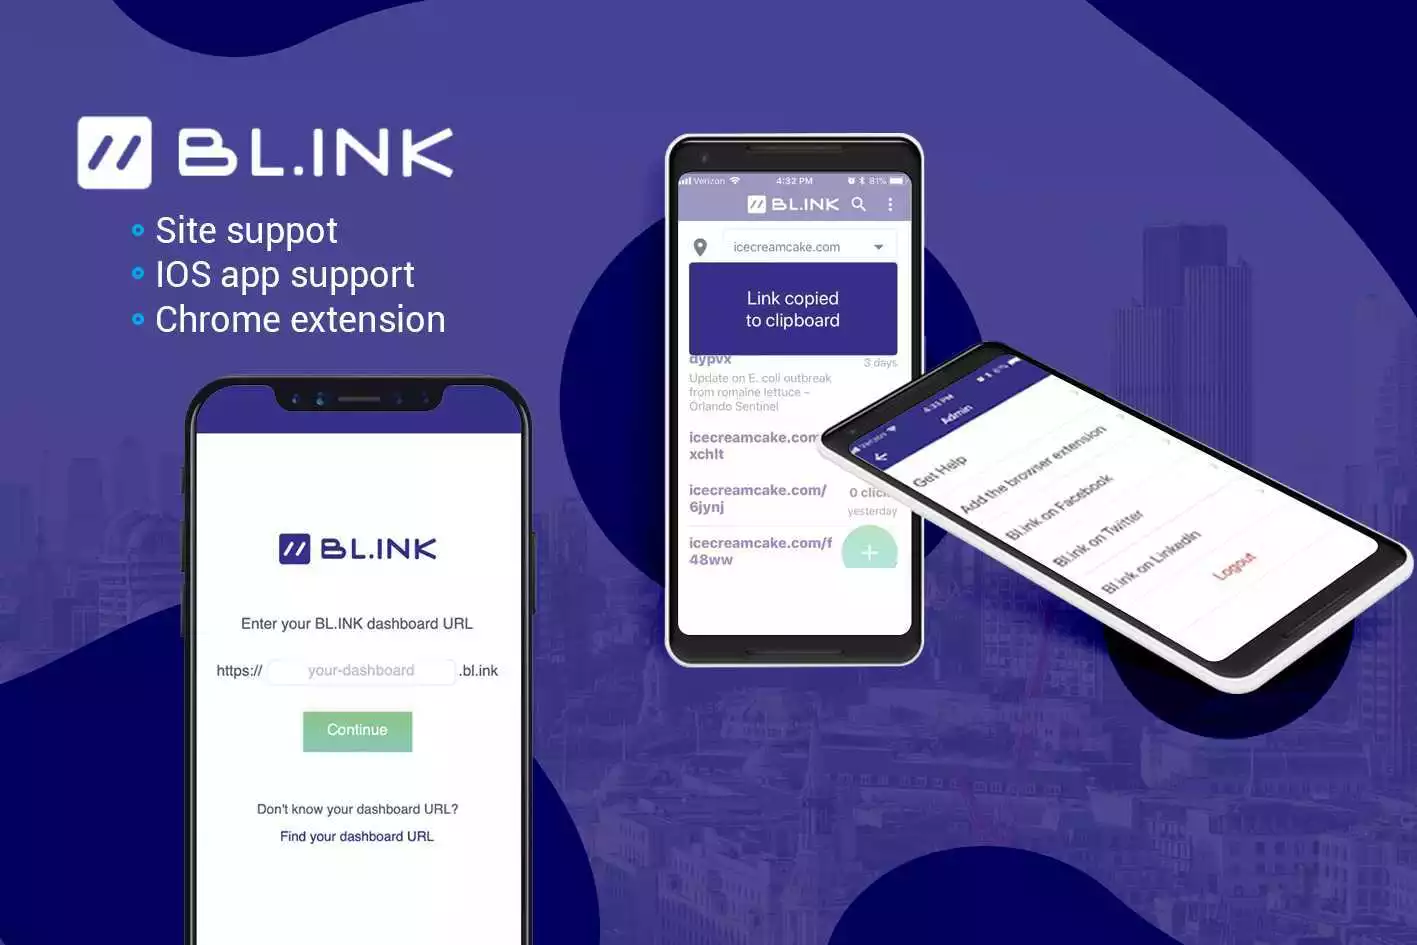 BL.INK
Site suppot
IOS app support
Chrome extension
BL.INK
Enter your BL.INK dashboard URL
https:// your-dashboard .bl.ink
Continue
Don't know your dashboard URL?
Find your dashboard URL
Verizon 4:32 PM 81%
BL.INK
icecreamcake.com
Link copied
to clipboard
dypvx 3 days
Update on E. coli outbreak
from romaine lettuce –
Orlando Sentinel
icecreamcake.com
xchlt
icecreamcake.com/ 0 clic
6jynj yesterday
icecreamcake.com/f +
48ww
Verizon 4:33 PM
Admin
Get Help
Add the browser extension
BL.ink on Facebook
BL.ink on Twitter
BL.ink on LinkedIn
Logout